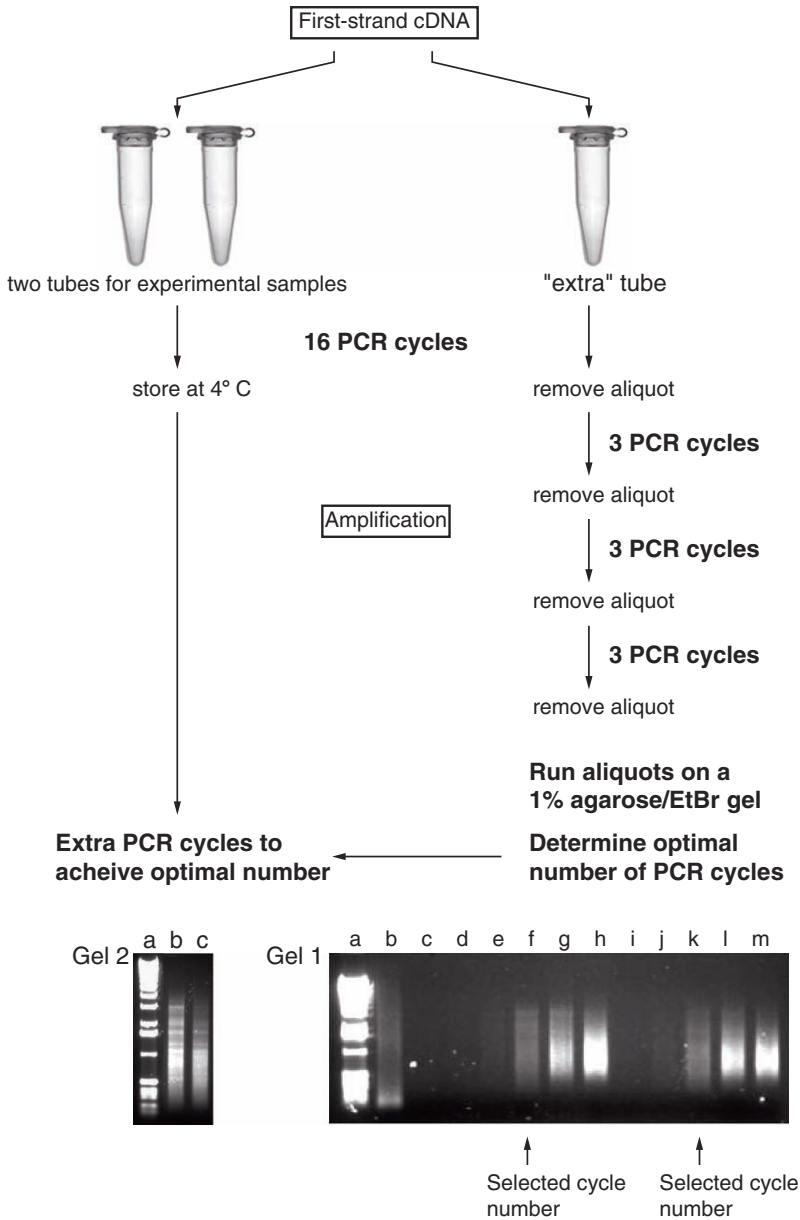 First-strand cDNA
two tubes for experimental samples
"extra" tube
16 PCR cycles
store at 4° C
remove aliquot
3 PCR cycles
remove aliquot
Amplification
3 PCR cycles
remove aliquot
3 PCR cycles
remove aliquot
Run aliquots on a
1% agarose/EtBr gel
Extra PCR cycles to
acheive optimal number
Determine optimal
number of PCR cycles
Gel 2
a b c
Gel 1
a b c d e f g h i j k l m
Selected cycle
number
Selected cycle
number